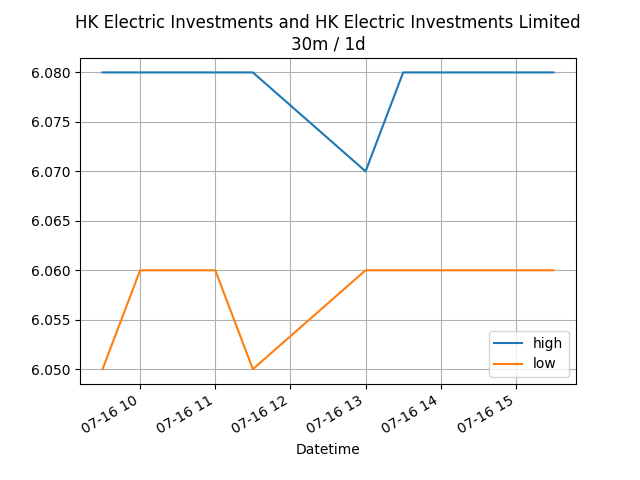 HK Electric Investments and HK Electric Investments Limited
30m / 1d
6.080
6.075
6.070
6.065
6.060
6.055
6.050
high
low
07-16 10
07-16 11
07-16 12
07-16 13
07-16 14
07-16 15
Datetime